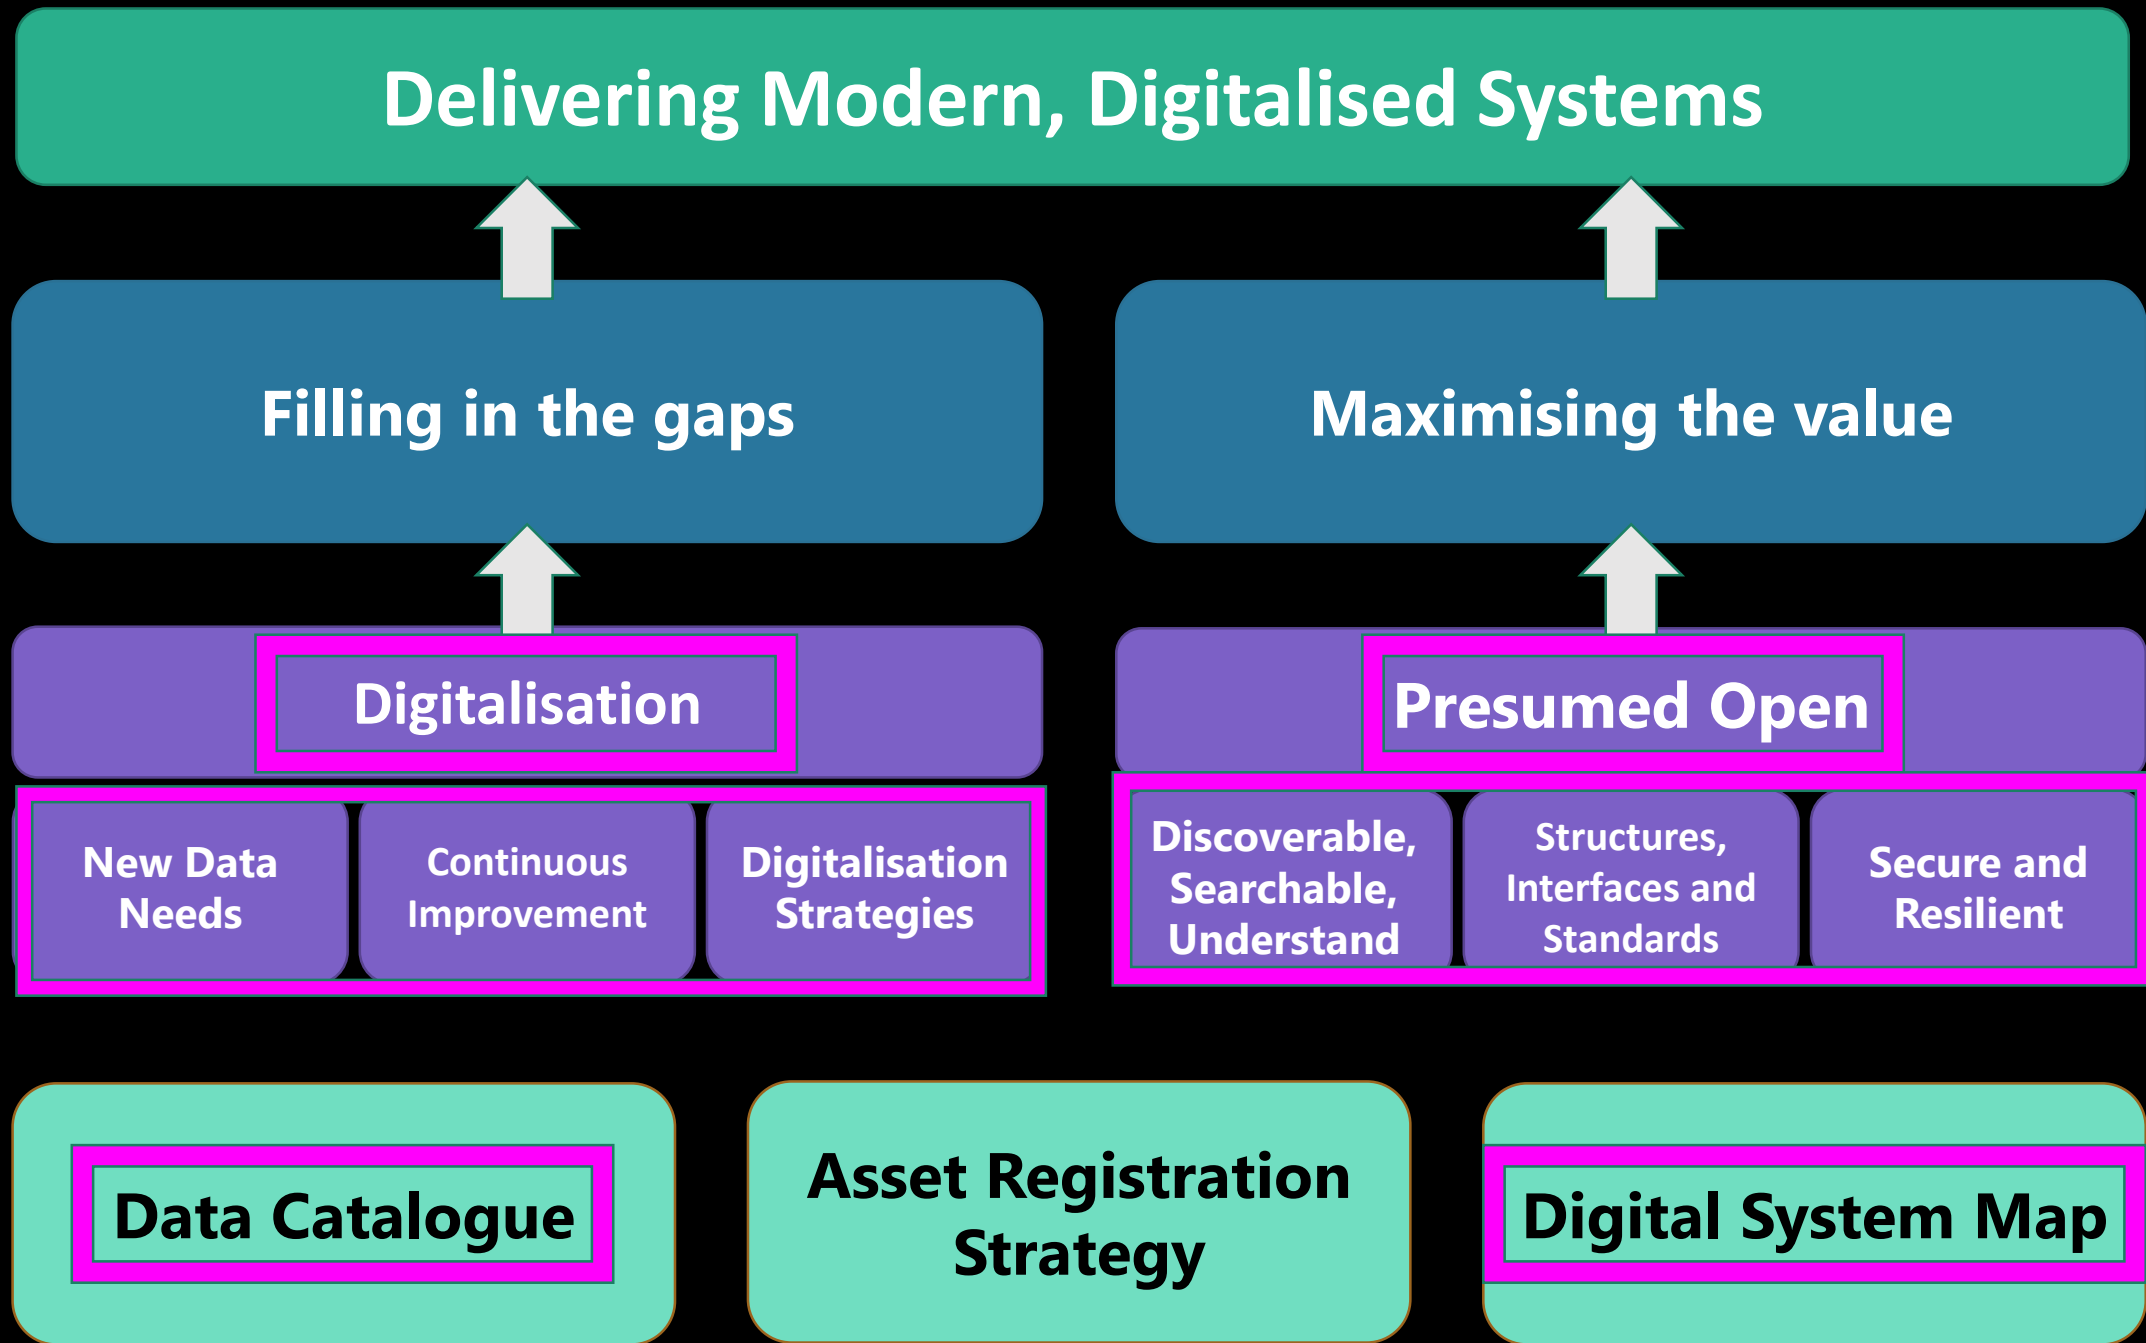 Delivering Modern, Digitalised Systems
Filling in the gaps
Maximising the value
Digitalisation
Presumed Open
New Data
Needs
Continuous
Improvement
Digitalisation
Strategies
Discoverable,
Searchable,
Understand
Structures,
Interfaces and
Standards
Secure and
Resilient
Data Catalogue
Asset Registration
Strategy
Digital System Map